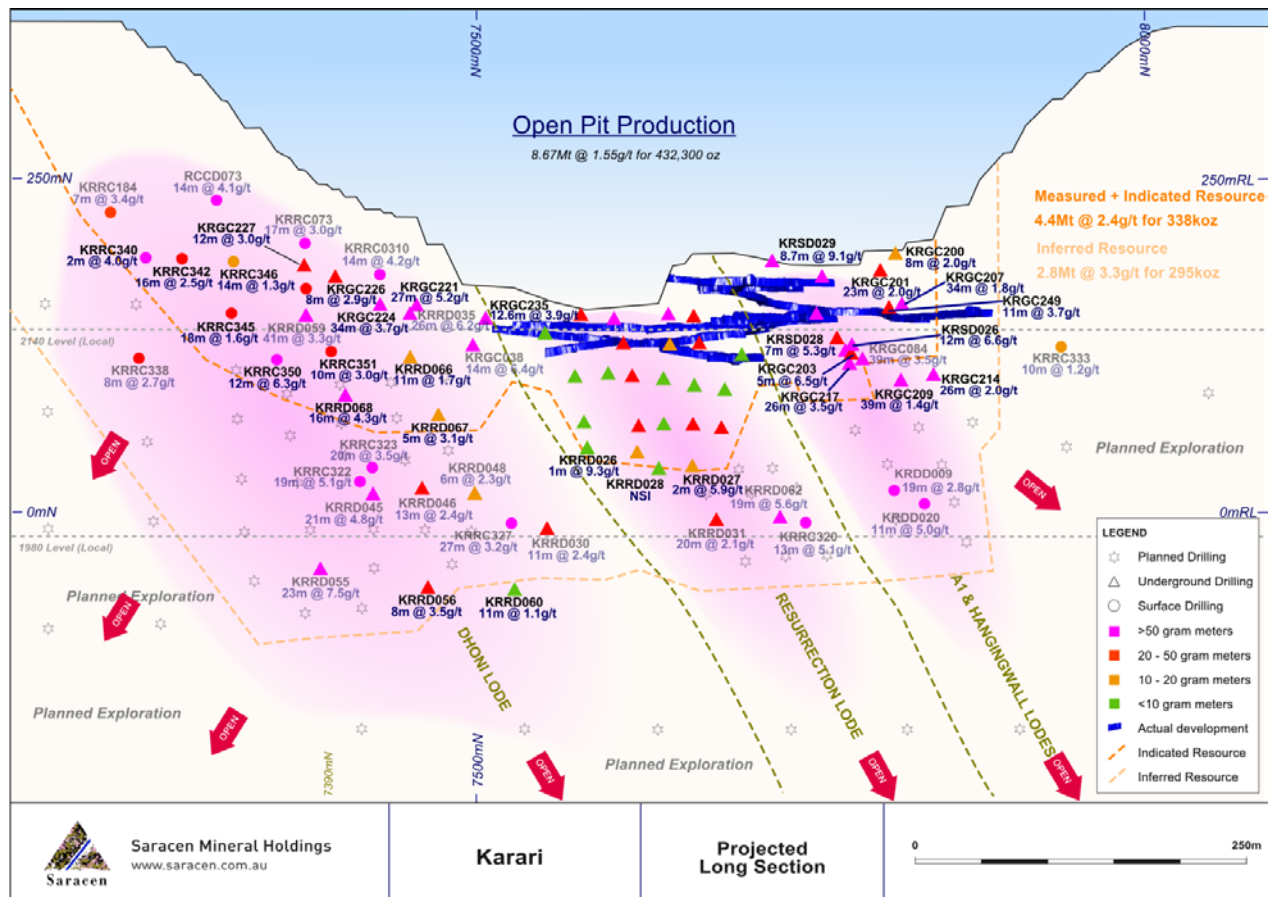 7500mN
8000mN
Open Pit Production
8.67Mt @ 1.55g/t for 432,300 oz
250mN
250mRL
Measured + Indicated Resource
4.4Mt @ 2.4g/t for 338koz
Inferred Resource
2.8Mt @ 3.3g/t for 295koz
KRRC184
7m @ 3.4g/t
RCCD073
14m @ 4.1g/t
KRGC227
12m @ 3.0g/t
KRRC073
17m @ 3.0g/t
KRRC0310
14m @ 4.2g/t
KRRC340
2m @ 4.0g/t
KRRC342
16m @ 2.5g/t
KRRC346
14m @ 1.3g/t
KRGC226
8m @ 2.9g/t
KRGC221
27m @ 5.2g/t
KRGC224
34m @ 3.7g/t
KRRD035
26m @ 6.2g/t
KRGC235
12.6m @ 3.9g/t
KRSD029
8.7m @ 9.1g/t
KRGC200
8m @ 2.0g/t
KRGC201
23m @ 2.0g/t
KRGC207
34m @ 1.8g/t
KRGC249
11m @ 3.7g/t
KRSD026
12m @ 6.6g/t
KRRC345
18m @ 1.6g/t
KRRD059
41m @ 3.3g/t
2140 Level (Local)
KRRC338
8m @ 2.7g/t
KRRC350
12m @ 6.3g/t
KRRC351
10m @ 3.0g/t
KRRD066
11m @ 1.7g/t
KRGC038
14m @ 6.4g/t
KRSD028
7m @ 5.3g/t
KRGC084
39m @ 3.5g/t
KRRC333
10m @ 1.2g/t
KRGC203
5m @ 6.5g/t
KRGC217
26m @ 3.5g/t
KRGC209
39m @ 1.4g/t
KRGC214
26m @ 2.0g/t
KRRD068
16m @ 4.3g/t
KRRD067
5m @ 3.1g/t
KRRC323
20m @ 3.5g/t
KRRC322
19m @ 5.1g/t
KRRD048
6m @ 2.3g/t
KRRD026
1m @ 9.3g/t
KRRD028
NSI
KRRD027
2m @ 5.9g/t
KRRD062
19m @ 5.6g/t
KRDD009
19m @ 2.8g/t
Planned Exploration
OPEN
OPEN
KRRD045
21m @ 4.8g/t
KRRD046
13m @ 2.4g/t
KRRC327
27m @ 3.2g/t
KRRD030
11m @ 2.4g/t
KRRD031
20m @ 2.1g/t
KRRC320
13m @ 5.1g/t
KRDD020
11m @ 5.0g/t
0mN
0mRL
1980 Level (Local)
KRRD055
23m @ 7.5g/t
KRRD056
8m @ 3.5g/t
KRRD060
11m @ 1.1g/t
Planned Exploration
OPEN
Planned Exploration
OPEN
7390mN
7500mN
DHONI LODE
OPEN
Planned Exploration
RESURRECTION LODE
OPEN
A1 & HANGINGWALL LODES
OPEN
LEGEND
Planned Drilling
Underground Drilling
Surface Drilling
>50 gram meters
20 - 50 gram meters
10 - 20 gram meters
<10 gram meters
Actual development
Indicated Resource
Inferred Resource
Saracen
Saracen Mineral Holdings
www.saracen.com.au
Karari
Projected
Long Section
0
250m